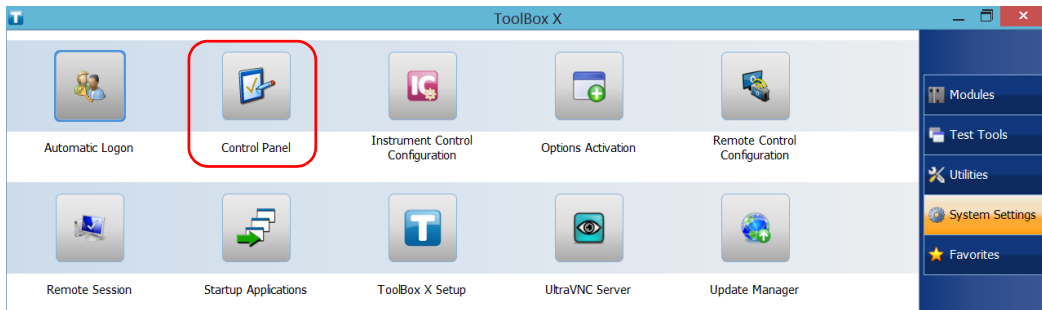 ToolBox X
Automatic Logon
Control Panel
Instrument Control
Configuration
Options Activation
Remote Control
Configuration
Remote Session
Startup Applications
ToolBox X Setup
UltraVNC Server
Update Manager
Modules
Test Tools
Utilities
System Settings
Favorites
T
IC
T